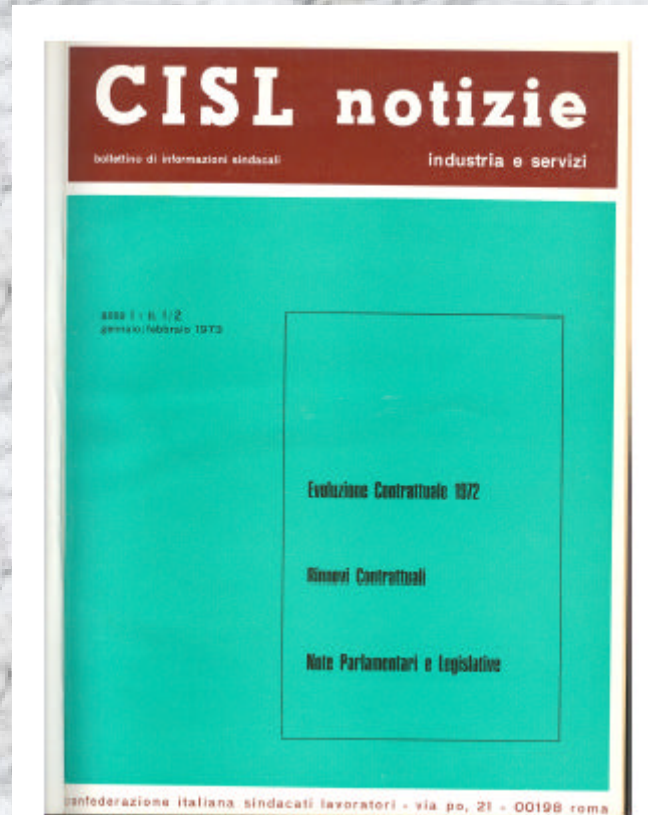 CISL notizie
bollettino di informazioni sindacali
industria e servizi
anno I - n. 1/2
gennaio/febbraio 1973
Evoluzione Contrattuale 1972
Rinnovi Contrattuali
Note Parlamentari e Legislative
confederazione italiana sindacati lavoratori - via po, 21 - 00198 roma